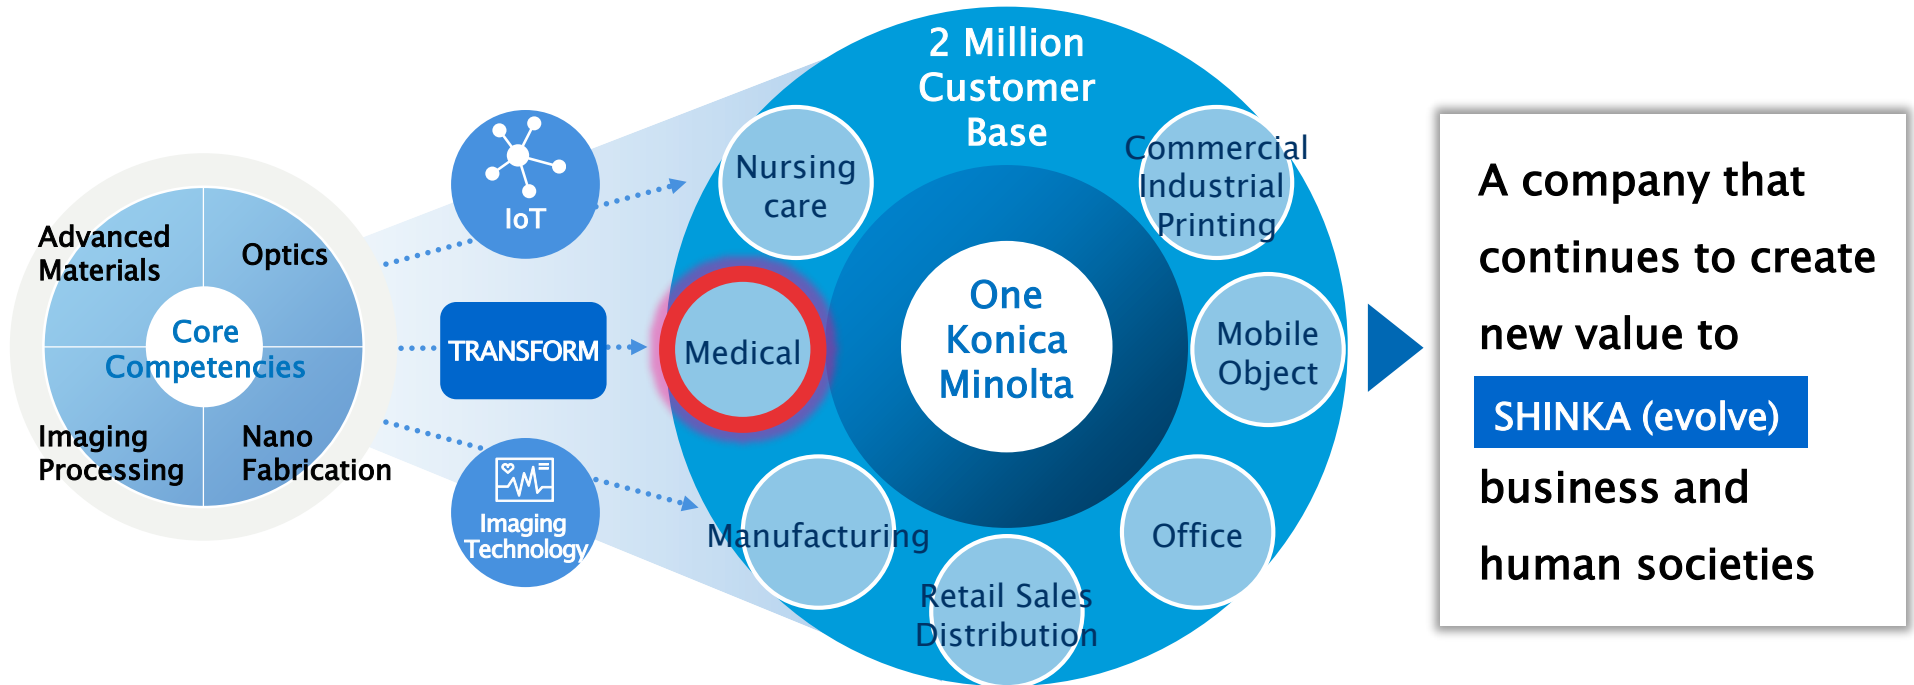 Advanced
Materials
Optics
Core
Competencies
Imaging
Processing
Nano
Fabrication
IoT
TRANSFORM
Imaging
Technology
2 Million
Customer
Base
Nursing
care
Commercial
Industrial
Printing
Medical
One
Konica
Minolta
Mobile
Object
Manufacturing
Office
Retail Sales
Distribution
A company that
continues to create
new value to
SHINKA (evolve)
business and
human societies